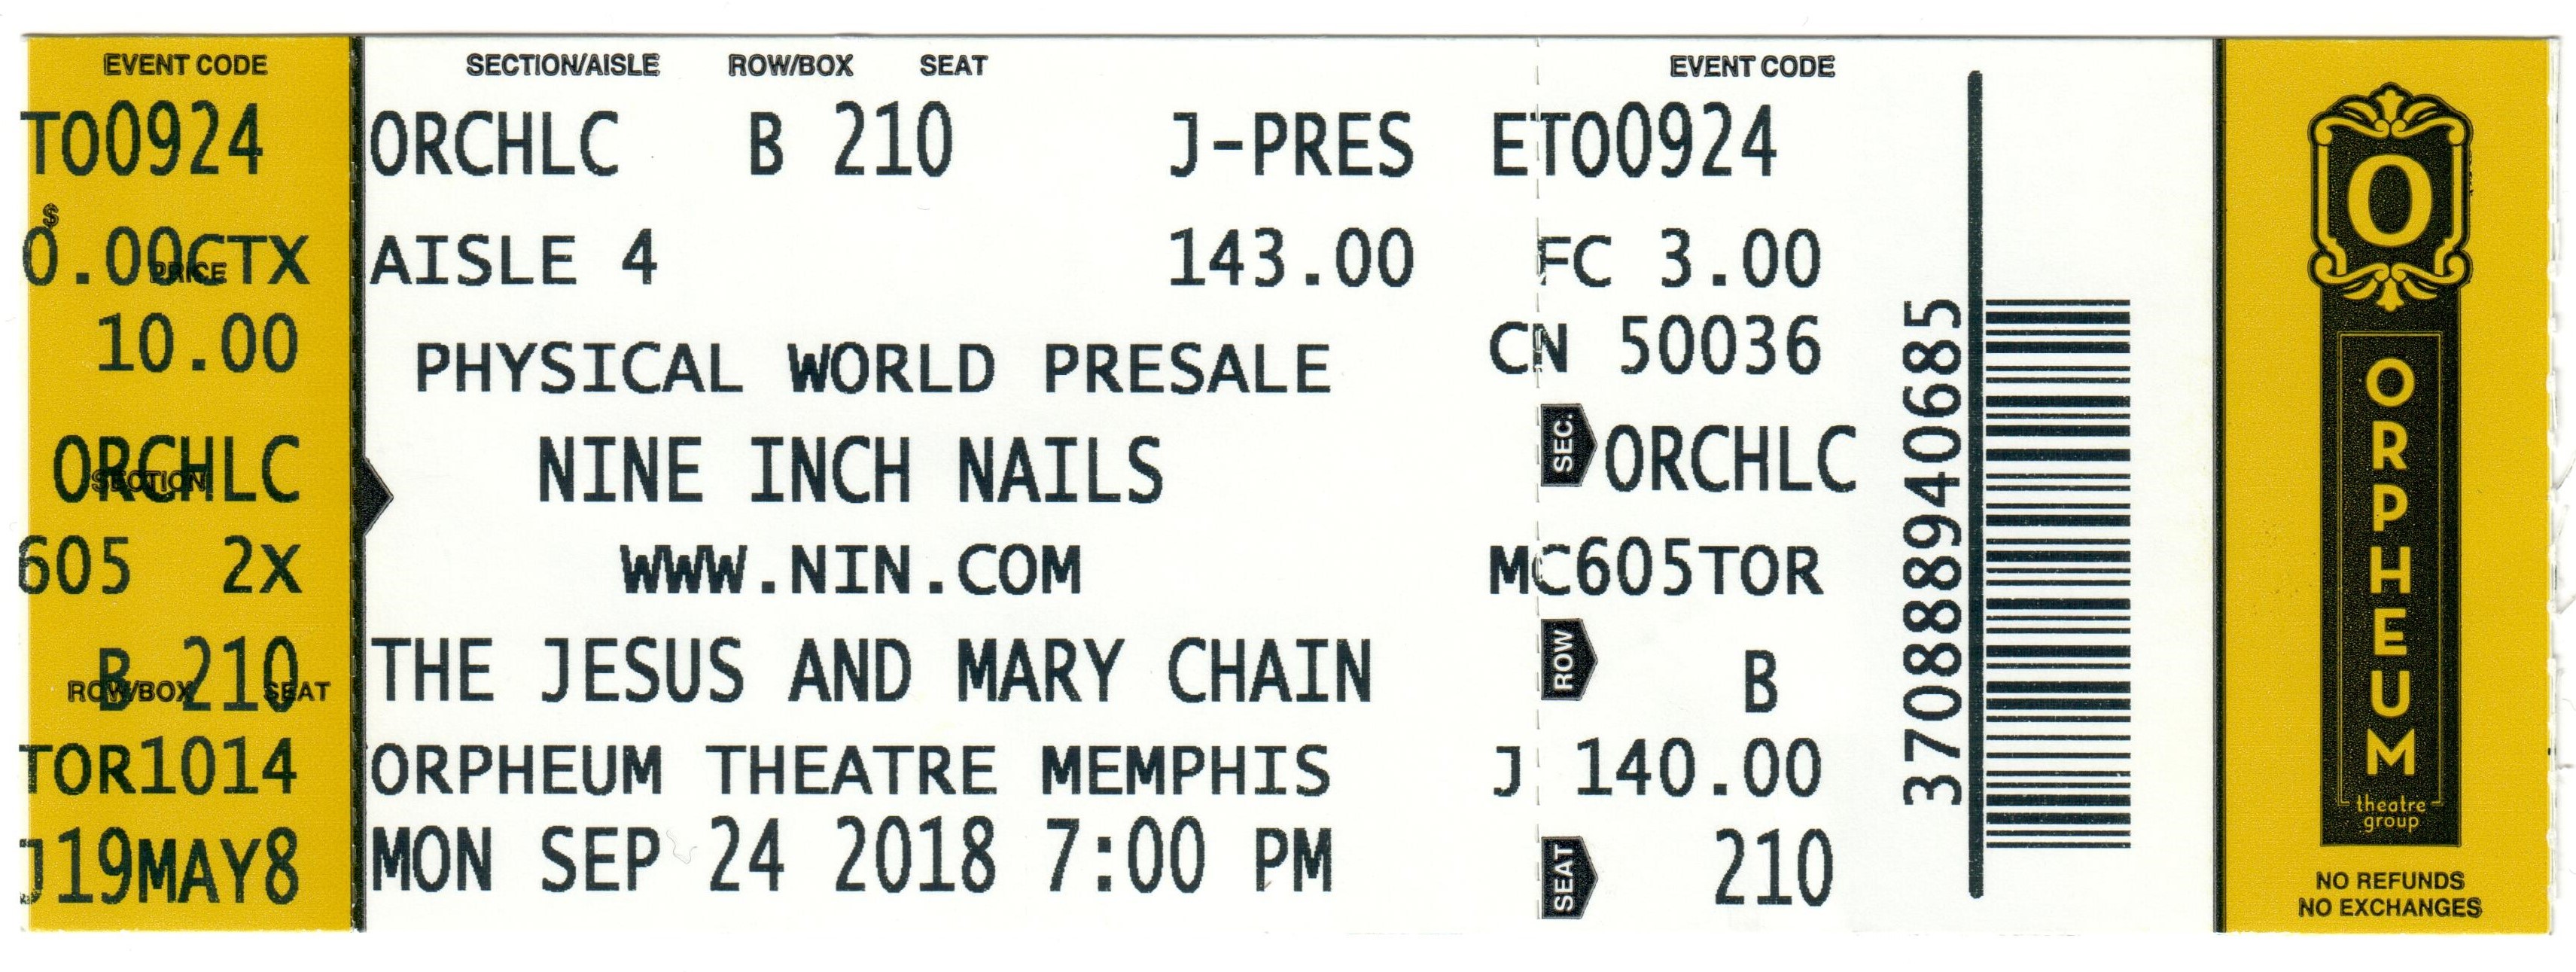 EVENT CODE
TO0924
$
0.00CTX
PRICE
10.00
ORCHLC
SECTION
605 2X
B 210
ROW/BOX SEAT
TOR1014
J19MAY8
SECTION/AISLE ROW/BOX SEAT
ORCHLC B 210 J-PRES
AISLE 4 143.00
PHYSICAL WORLD PRESALE
NINE INCH NAILS
WWW.NIN.COM
THE JESUS AND MARY CHAIN
ORPHEUM THEATRE MEMPHIS
MON SEP 24 2018 7:00 PM
EVENT CODE
ETO0924
FC 3.00
CN 50036
SEC. ORCHLC
MC605TOR
ROW B
J 140.00
SEAT 210
370888940685
O
ORPHEUM
theatre
group
NO REFUNDS
NO EXCHANGES